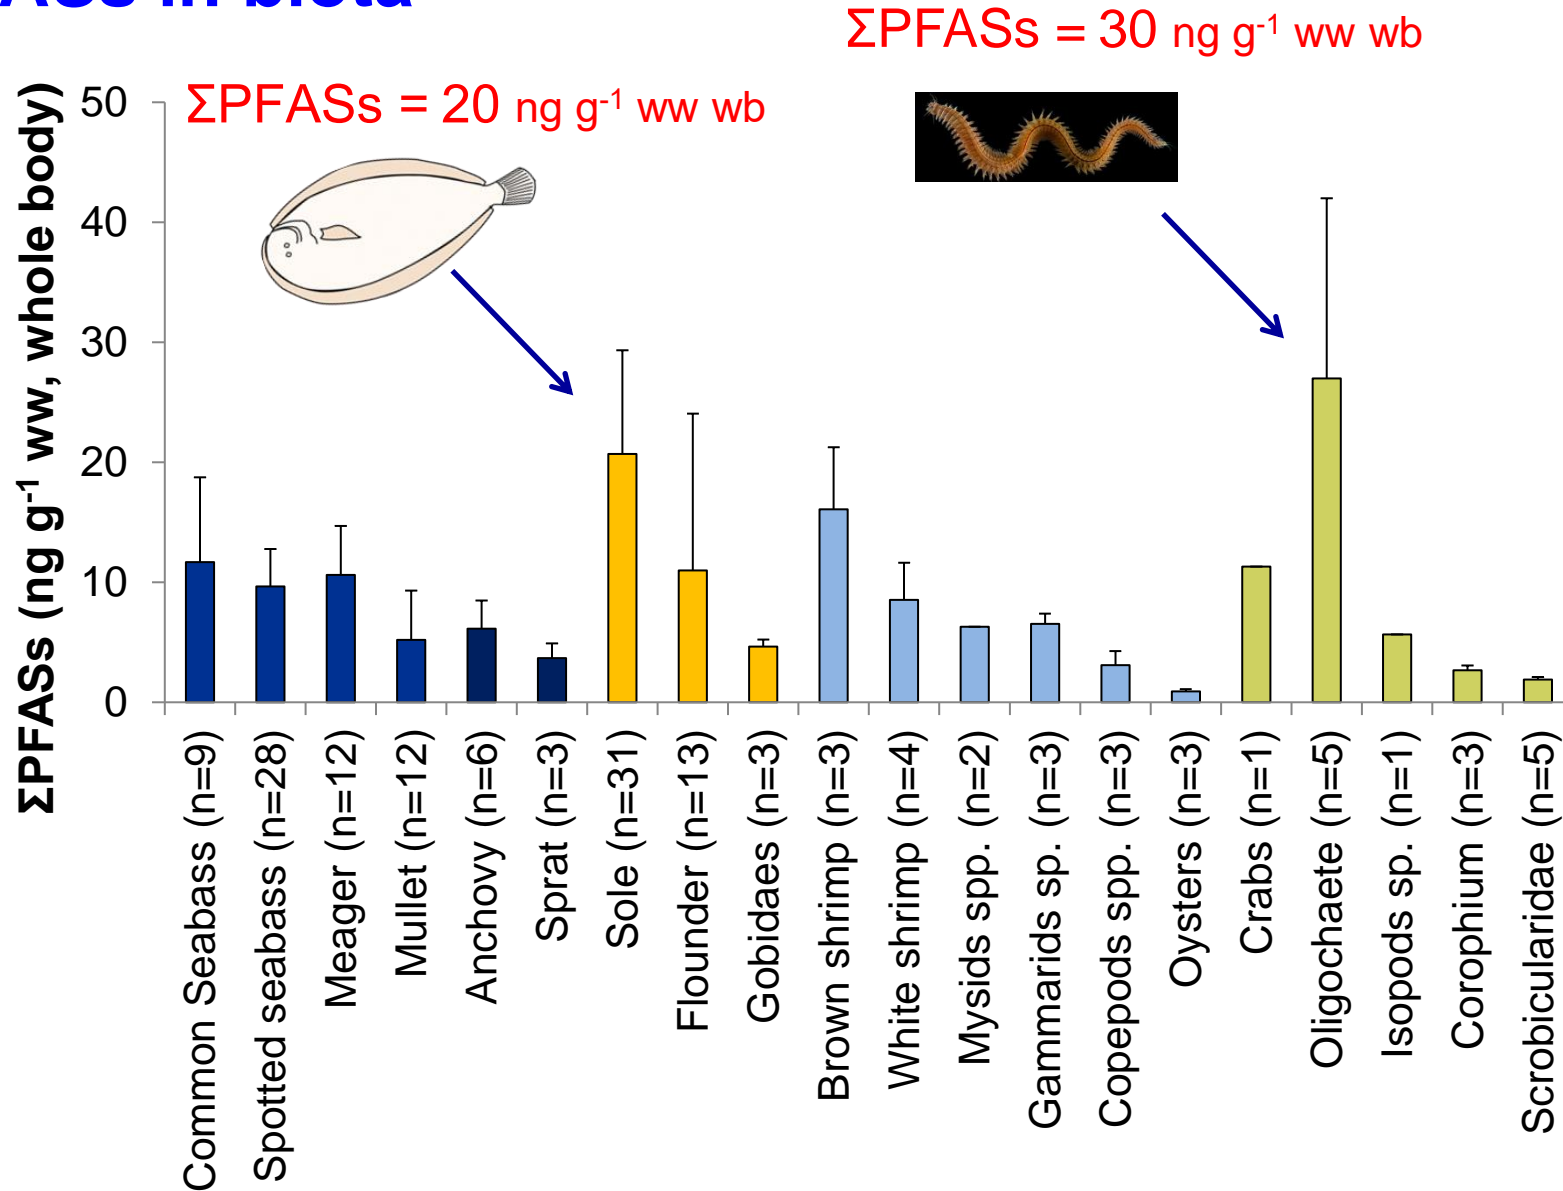 in biota
ΣPFASs = 30 ng g-1 ww wb
ΣPFASs = 20 ng g-1 ww wb
ΣPFASs (ng g-1 ww, whole body)
50
40
30
20
10
0
Common Seabass (n=9)
Spotted seabass (n=28)
Meager (n=12)
Mullet (n=12)
Anchovy (n=6)
Sprat (n=3)
Sole (n=31)
Flounder (n=13)
Gobidaes (n=3)
Brown shrimp (n=3)
White shrimp (n=4)
Mysids spp. (n=2)
Gammarids sp. (n=3)
Copepods spp. (n=3)
Oysters (n=3)
Crabs (n=1)
Oligochaete (n=5)
Isopods sp. (n=1)
Corophium (n=3)
Scrobicularidae (n=5)